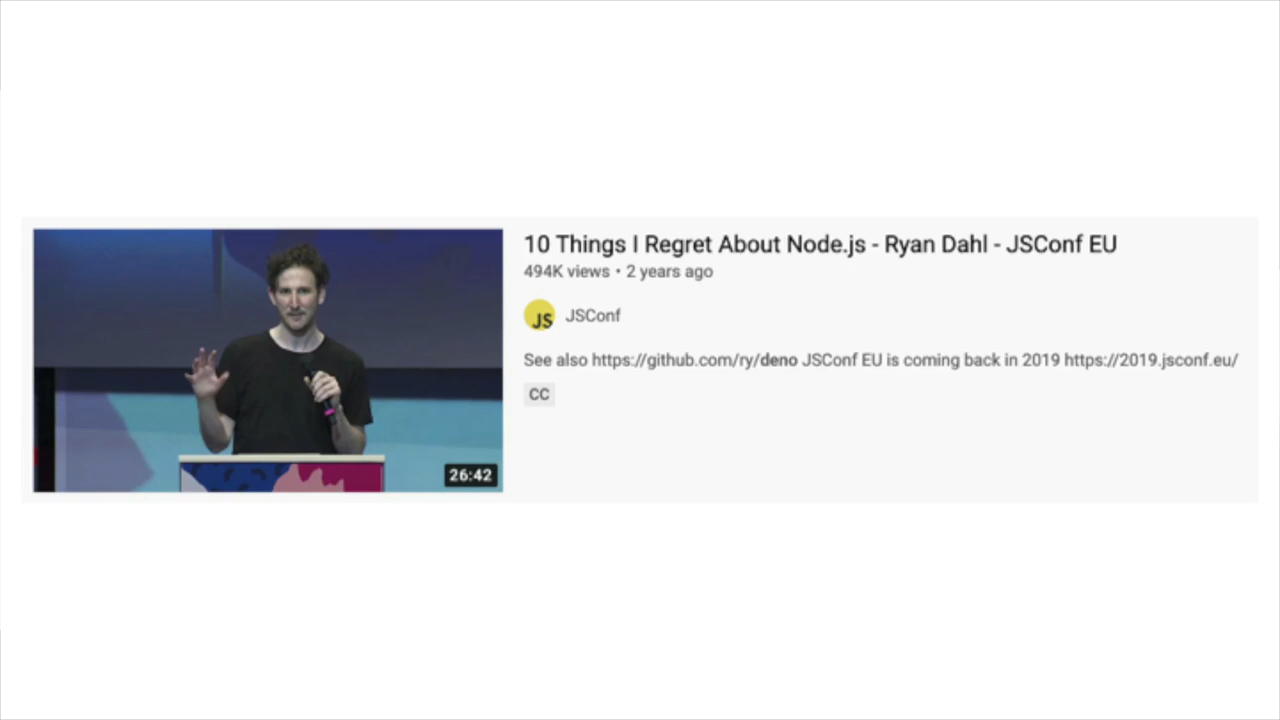 10 Things I Regret About Node.js - Ryan Dahl - JSConf EU
494K views • 2 years ago
JS JSConf
See also https://github.com/ry/deno JSConf EU is coming back in 2019 https://2019.jsconf.eu/
CC
26:42